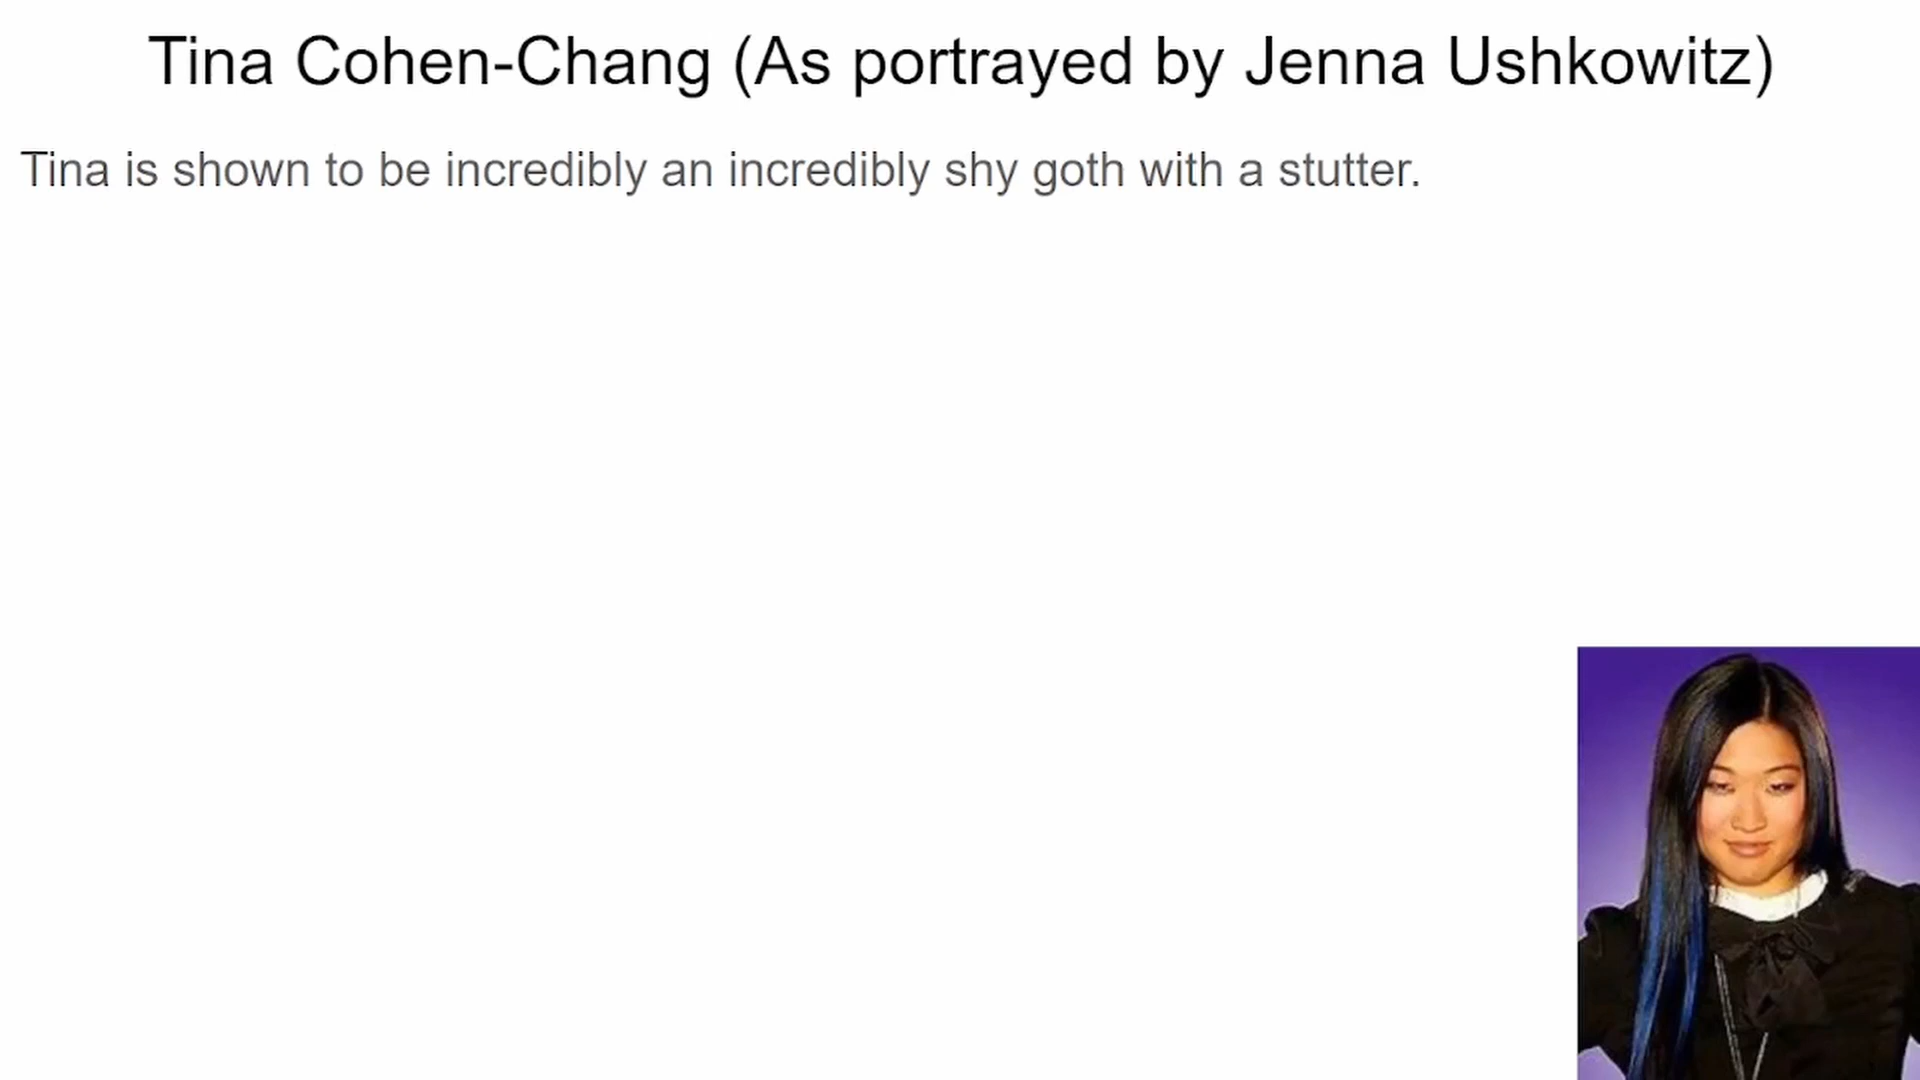 Tina Cohen-Chang (As portrayed by Jenna Ushkowitz)
Tina is shown to be incredibly an incredibly shy goth with a stutter.